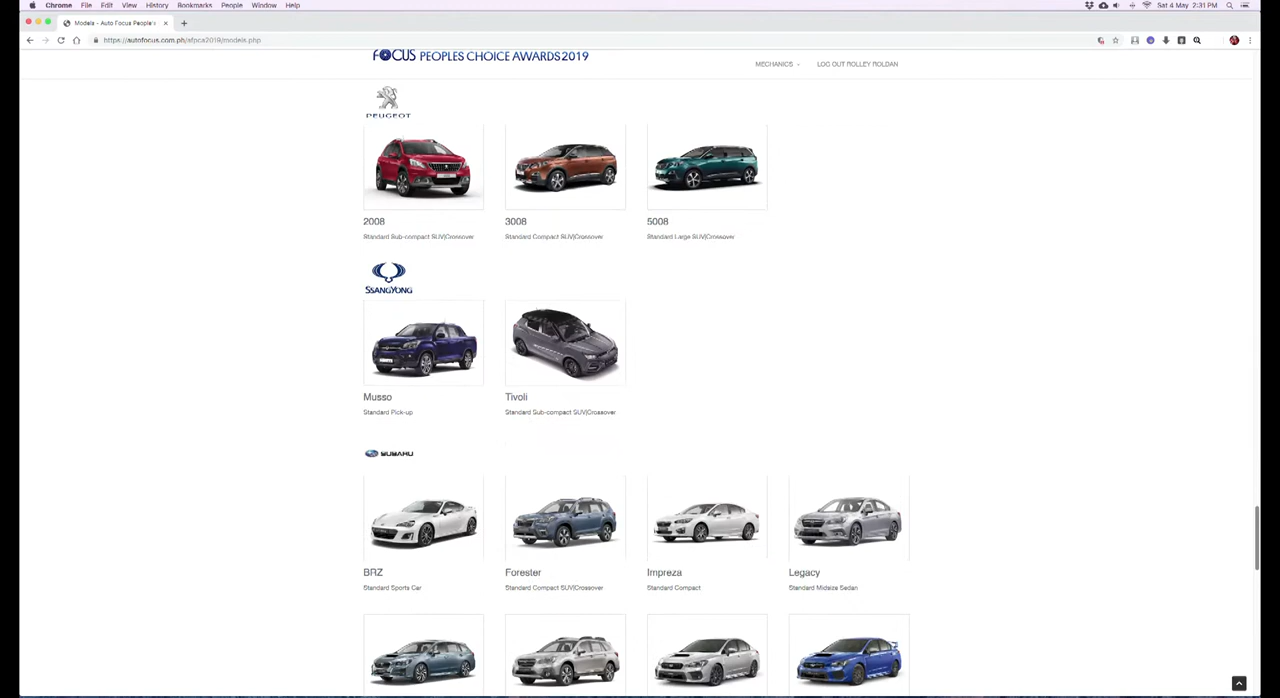 Chrome File Edit View History Bookmarks People Window Help
Sat 4 May 2:31 PM
Models - Auto Focus People's
https://autofocus.com.ph/afpca2019/models.php
FOCUS PEOPLES CHOICE AWARDS 2019
MECHANICS LOG OUT ROLLEY ROLDAN
PEUGEOT
2008 3008 5008
Standard Sub-compact SUV|Crossover Standard Compact SUV|Crossover Standard Large SUV|Crossover
SSANGYONG
Musso Tivoli
Standard Pick-up Standard Sub-compact SUV|Crossover
SUBARU
BRZ Forester Impreza Legacy
Standard Sports Car Standard Compact SUV|Crossover Standard Compact Standard Midsize Sedan